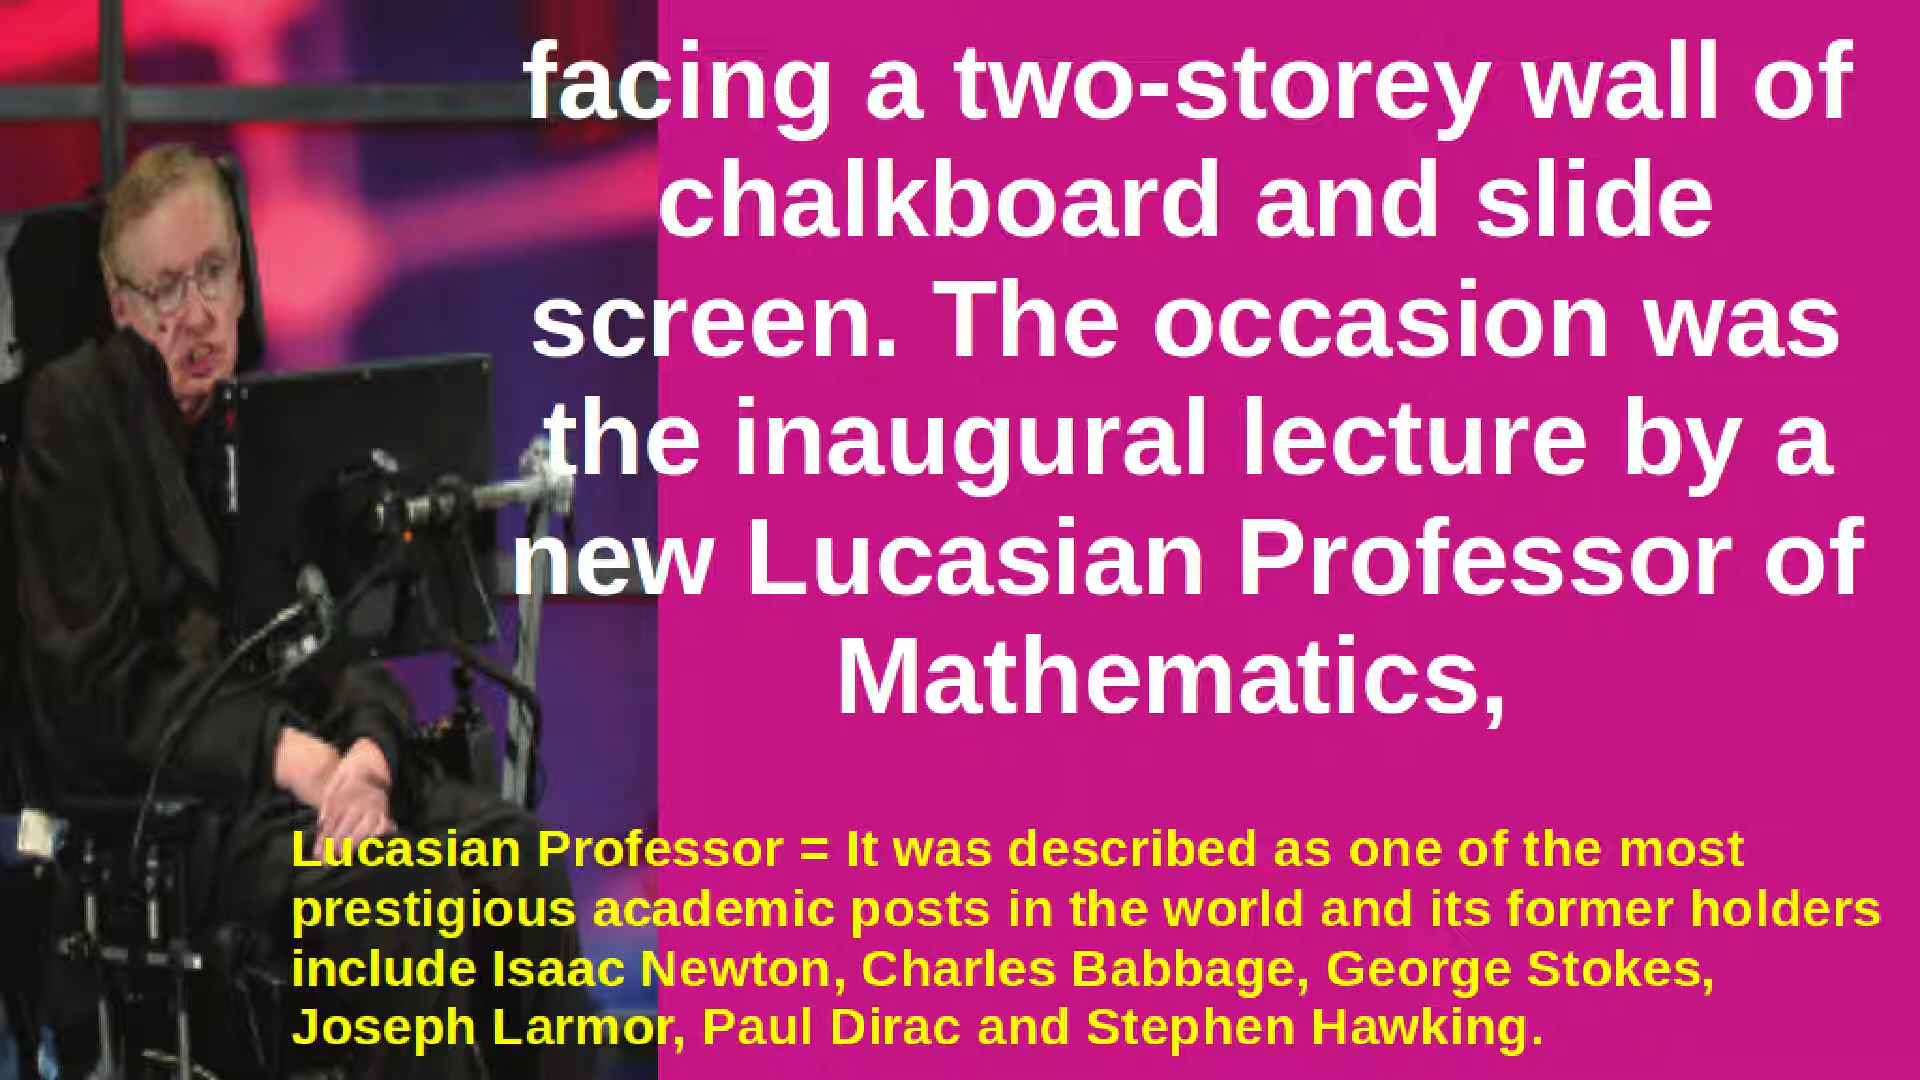 facing a two-storey wall of
chalkboard and slide
screen. The occasion was
the inaugural lecture by a
new Lucasian Professor of
Mathematics,
Lucasian Professor = It was described as one of the most
prestigious academic posts in the world and its former holders
include Isaac Newton, Charles Babbage, George Stokes,
Joseph Larmor, Paul Dirac and Stephen Hawking.